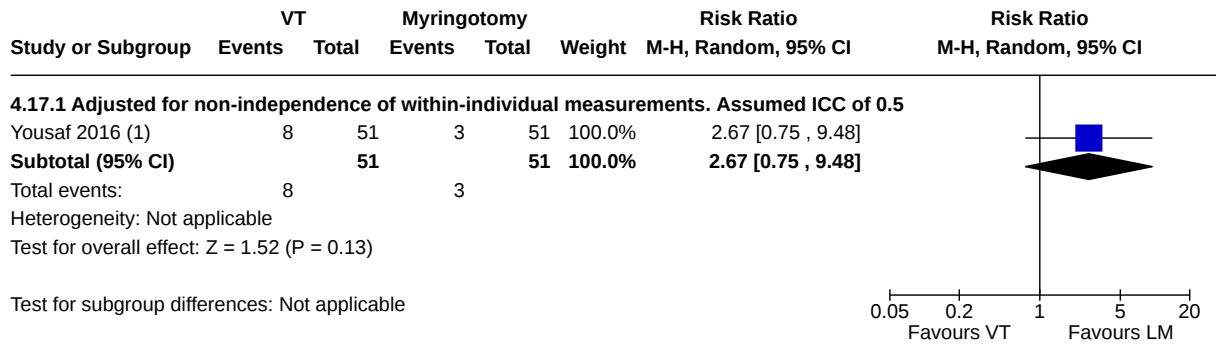 VT Myringotomy Risk Ratio Risk Ratio
Study or Subgroup Events Total Events Total Weight M-H, Random, 95% CI M-H, Random, 95% CI
4.17.1 Adjusted for non-independence of within-individual measurements. Assumed ICC of 0.5
Yousaf 2016 (1) 8 51 3 51 100.0% 2.67 [0.75 , 9.48]
Subtotal (95% CI) 51 51 100.0% 2.67 [0.75 , 9.48]
Total events: 8 3
Heterogeneity: Not applicable
Test for overall effect: Z = 1.52 (P = 0.13)
Test for subgroup differences: Not applicable
0.05 0.2 1 5 20
Favours VT Favours LM